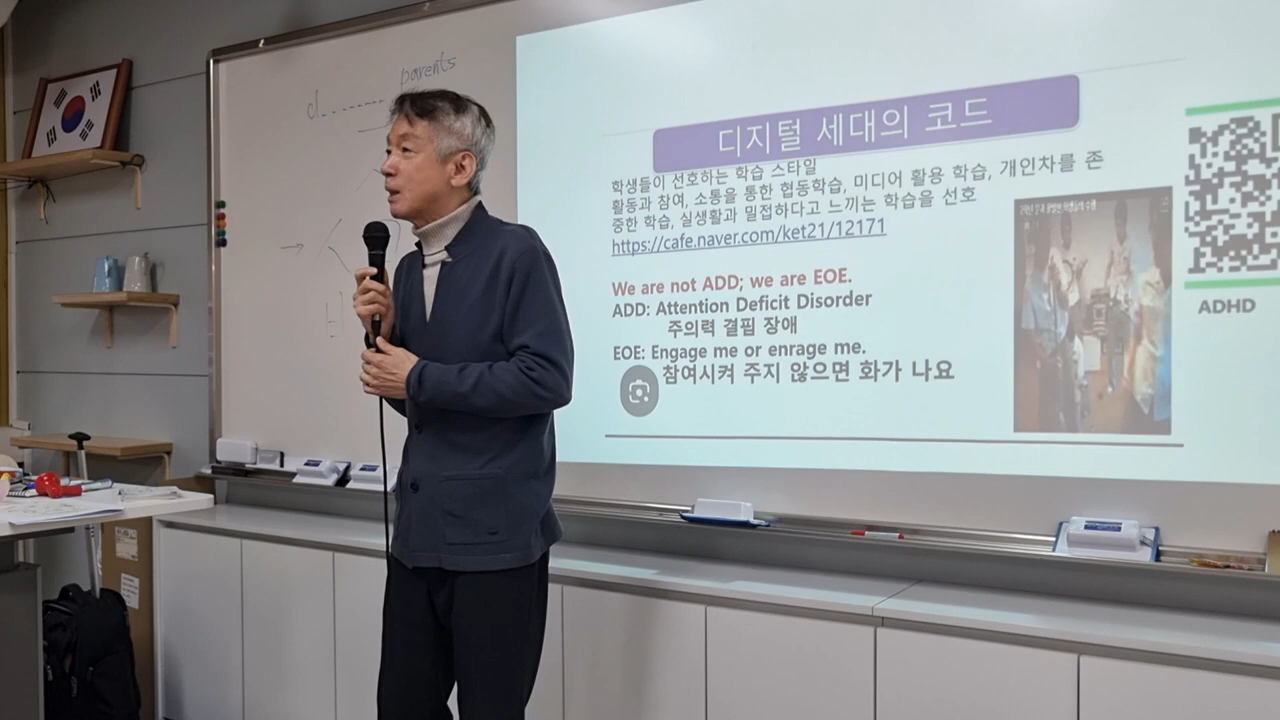 parents
디지털 세대의 코드
학생들이 선호하는 학습 스타일
활동과 참여, 소통을 통한 협동학습, 미디어 활용 학습, 개인차를 존
중한 학습, 실생활과 밀접하다고 느끼는 학습을 선호
https://cafe.naver.com/ket21/12171
We are not ADD; we are EOE.
ADD: Attention Deficit Disorder
주의력 결핍 장애
EOE: Engage me or enrage me.
참여시켜 주지 않으면 화가 나요
ADHD